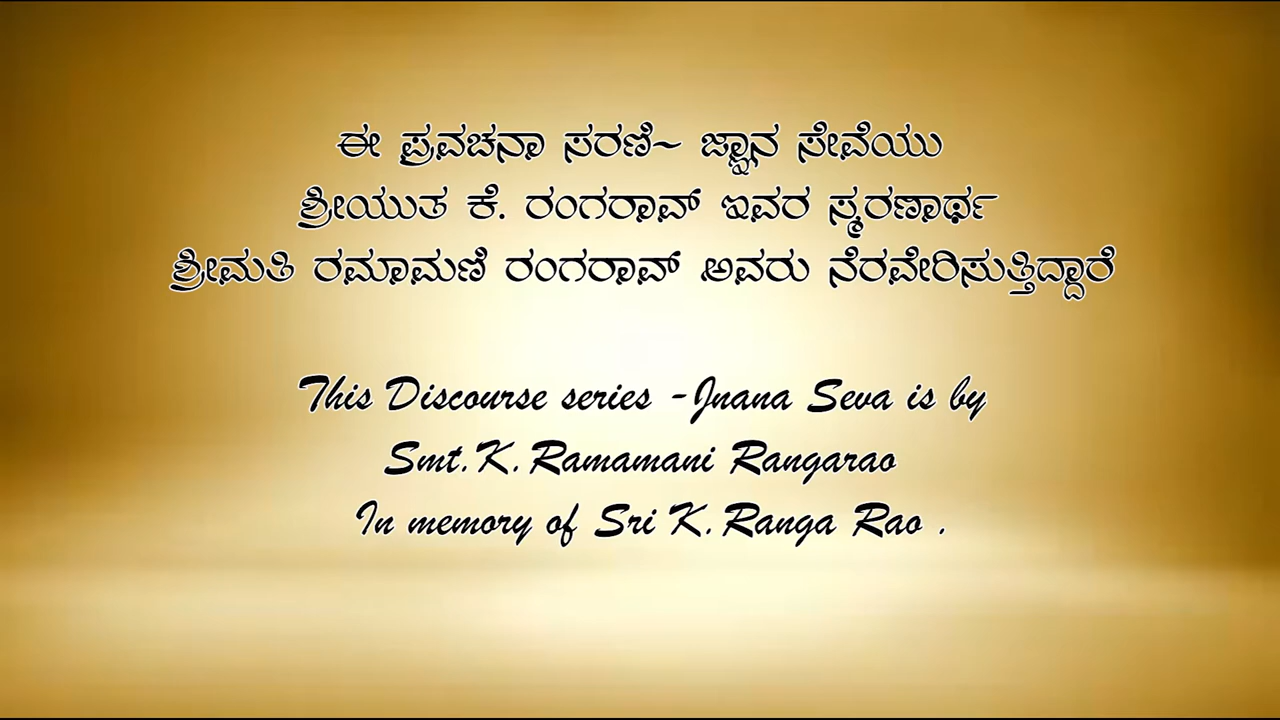 ಈ ಪ್ರವಚನಾ ಸರಣಿ~ ಜ್ಞಾನ ಸೇವೆಯು
ಶ್ರೀಯುತ ಕೆ. ರಂಗರಾವ್ ಇವರ ಸ್ಮರಣಾರ್ಥ
ಶ್ರೀಮತಿ ರಮಾಮಣಿ ರಂಗರಾವ್ ಅವರು ನೆರವೇರಿಸುತ್ತಿದ್ದಾರೆ
This Discourse series -Jnana Seva is by
Smt.K.Ramamani Rangarao
In memory of Sri K.Ranga Rao .